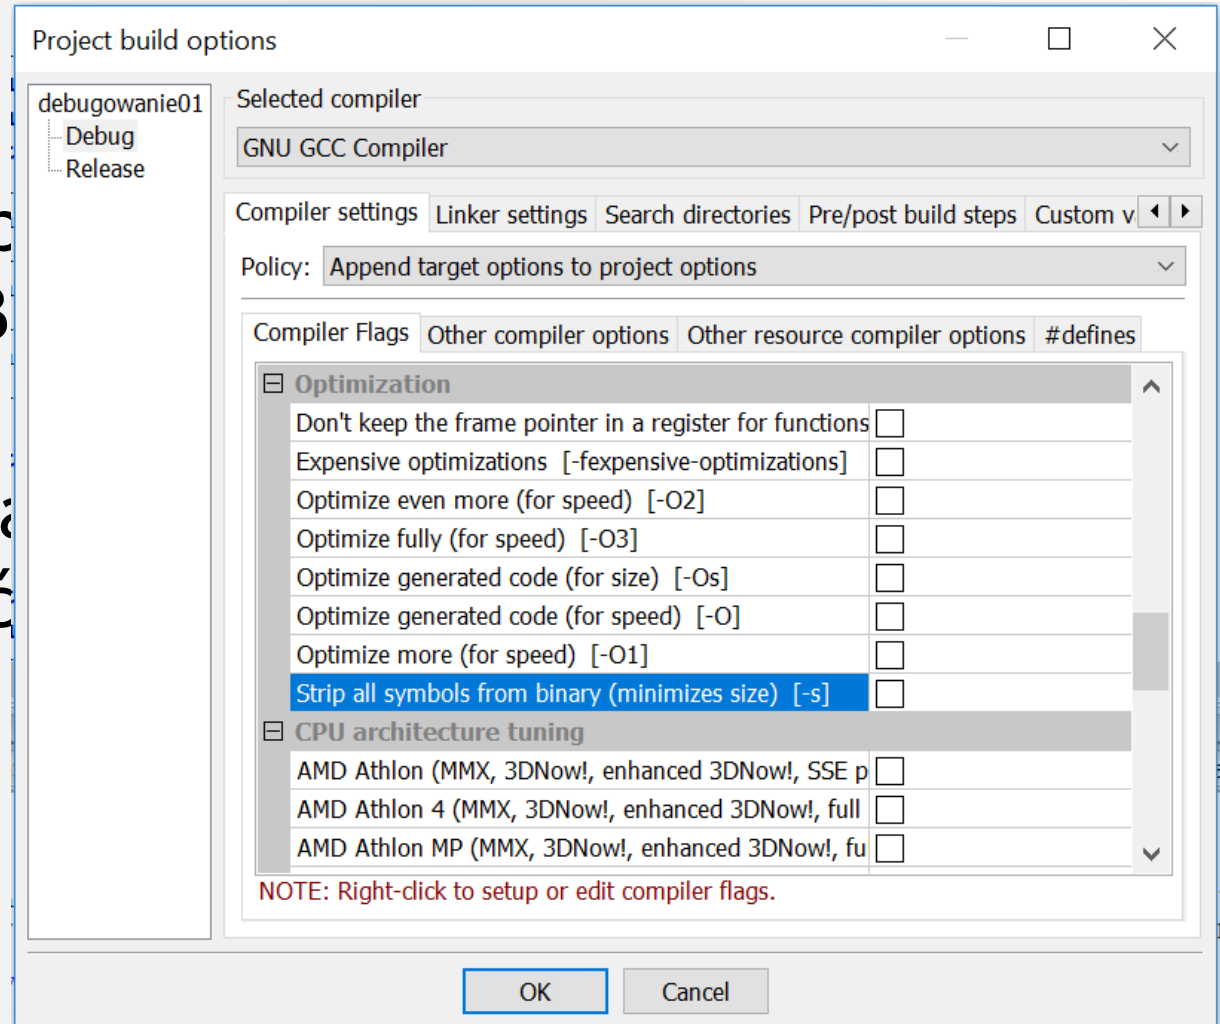 Project build options
debugowanie01
Debug
Release
Selected compiler
GNU GCC Compiler
Compiler settings
Linker settings
Search directories
Pre/post build steps
Custom v
Policy:
Append target options to project options
Compiler Flags
Other compiler options
Other resource compiler options
#defines
Optimization
Don't keep the frame pointer in a register for functions
Expensive optimizations [-fexpensive-optimizations]
Optimize even more (for speed) [-O2]
Optimize fully (for speed) [-O3]
Optimize generated code (for size) [-Os]
Optimize generated code (for speed) [-O]
Optimize more (for speed) [-O1]
Strip all symbols from binary (minimizes size) [-s]
CPU architecture tuning
AMD Athlon (MMX, 3DNow!, enhanced 3DNow!, SSE p
AMD Athlon 4 (MMX, 3DNow!, enhanced 3DNow!, full
AMD Athlon MP (MMX, 3DNow!, enhanced 3DNow!, fu
NOTE: Right-click to setup or edit compiler flags.
OK
Cancel